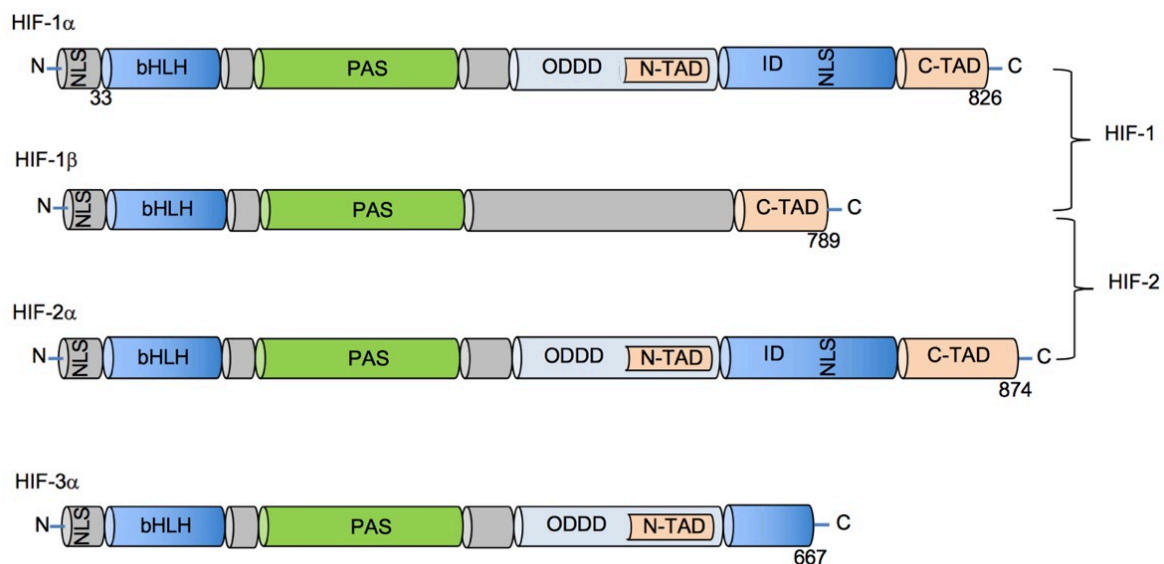 HIF-1α
N NLS bHLH PAS ODDD N-TAD ID NLS C-TAD C
33 826
HIF-1
HIF-1β
N NLS bHLH PAS C-TAD C
789
HIF-2
HIF-2α
N NLS bHLH PAS ODDD N-TAD ID NLS C-TAD C
874
HIF-3α
N NLS bHLH PAS ODDD N-TAD C
667